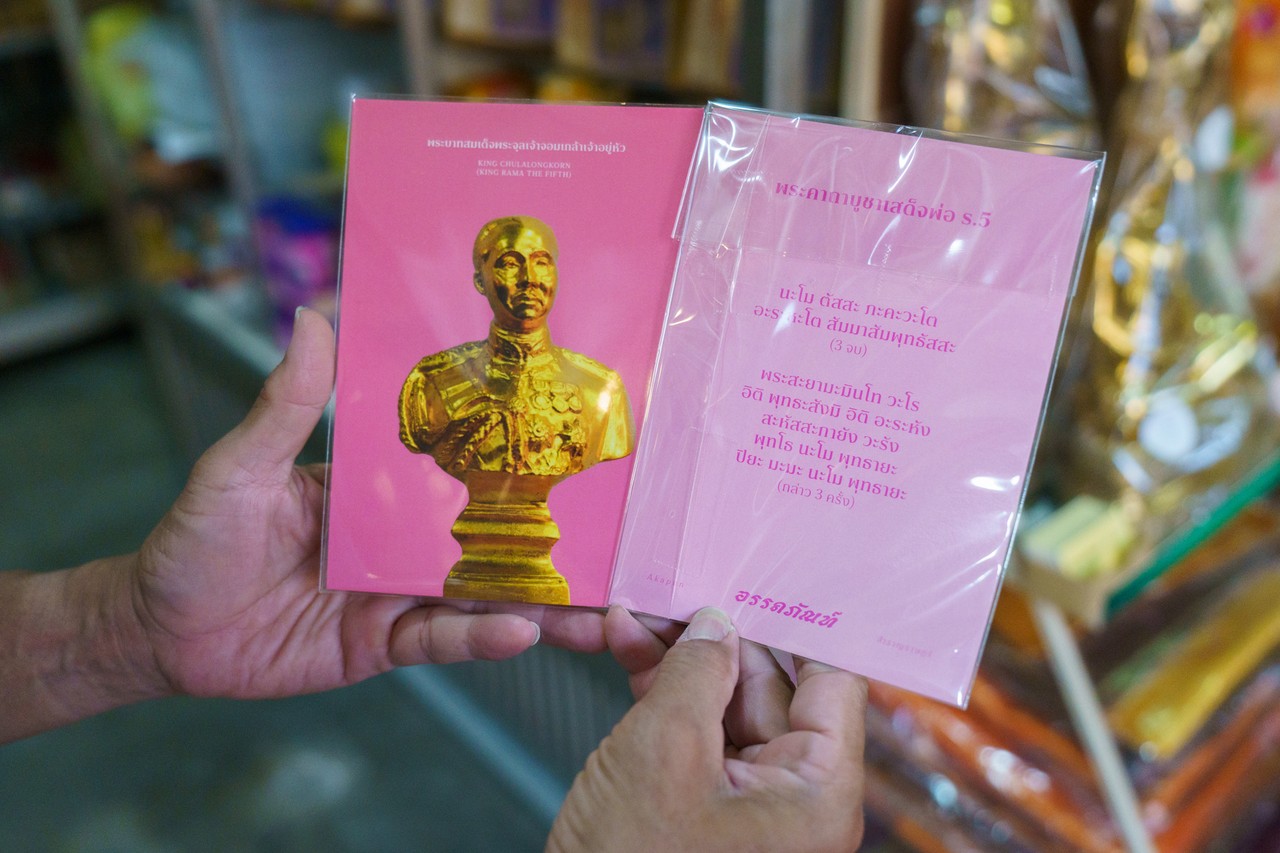 พระบาทสมเด็จพระจุลเจ้าจอมเกล้าเจ้าอยู่หัว
KING CHULALONGKORN
(KING RAMA THE FIFTH)
พระคาถาบูชาเสด็จพ่อ ร.5
นะโม ตัสสะ ภะคะวะโต
อะระหะโต สัมมาสัมพุทธัสสะ
(3 จบ)
พระสะยามะมินโท วะโร
อิติ พุทธะสังมิ อิติ อะระหัง
สะหัสสะกายัง วะรัง
พุทโธ นะโม พุทธายะ
ปิยะ มะมะ นะโม พุทธายะ
(กล่าว 3 ครั้ง)
อรรถภัณฑ์